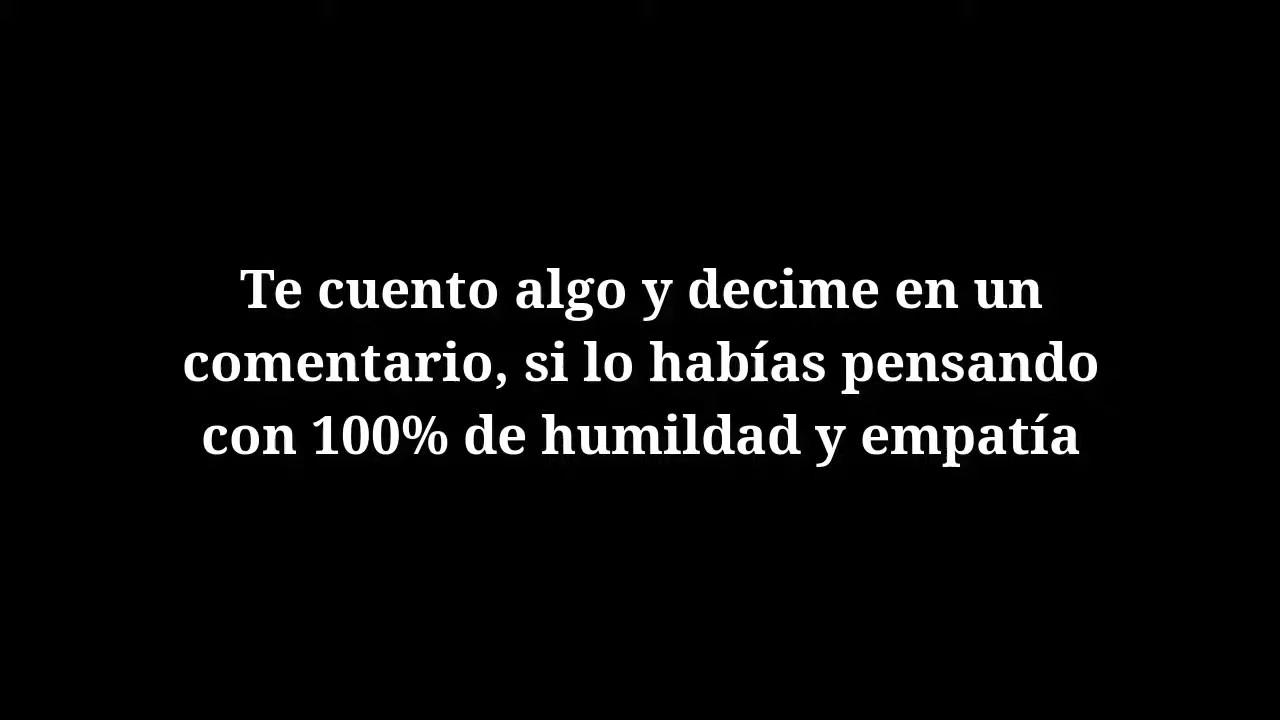 Te cuento algo y decime en un
comentario, si lo habías pensando
con 100% de humildad y empatía